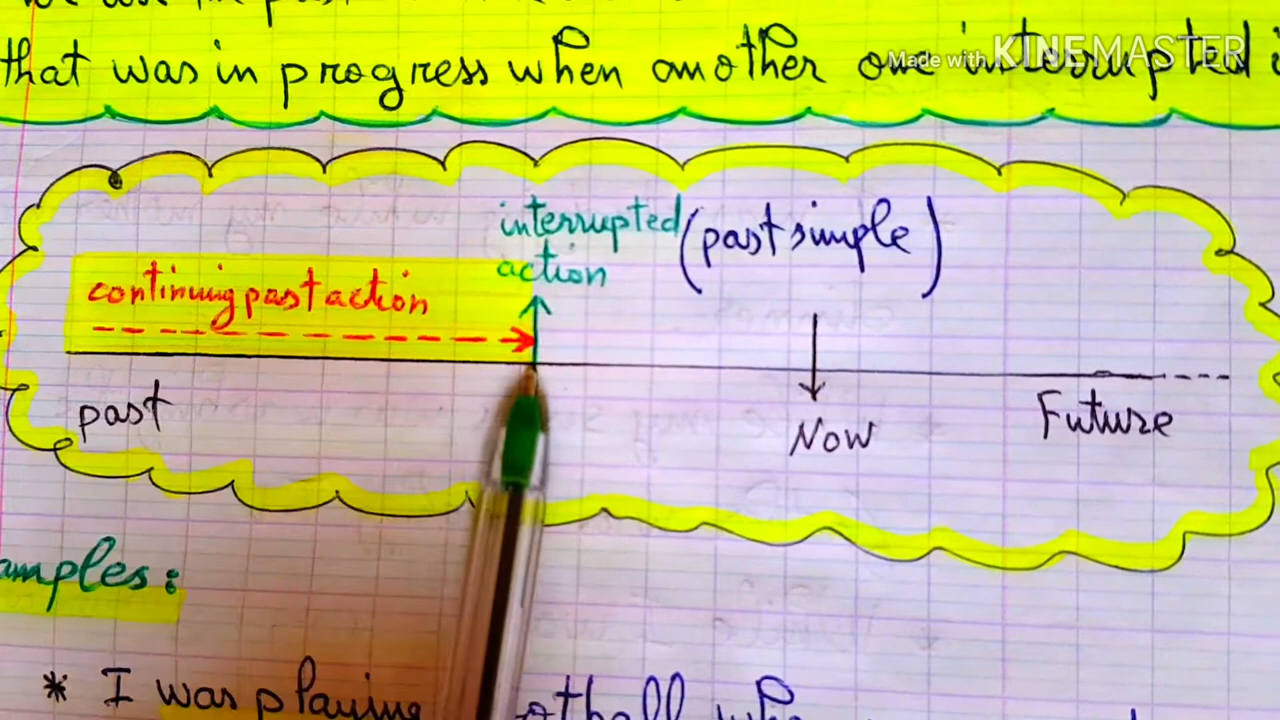 that was in progress when another one interrupted
Made with KINEMASTER
interrupted (past simple)
action
continuing past action
past
Now
Future
amples:
* I was playing otball